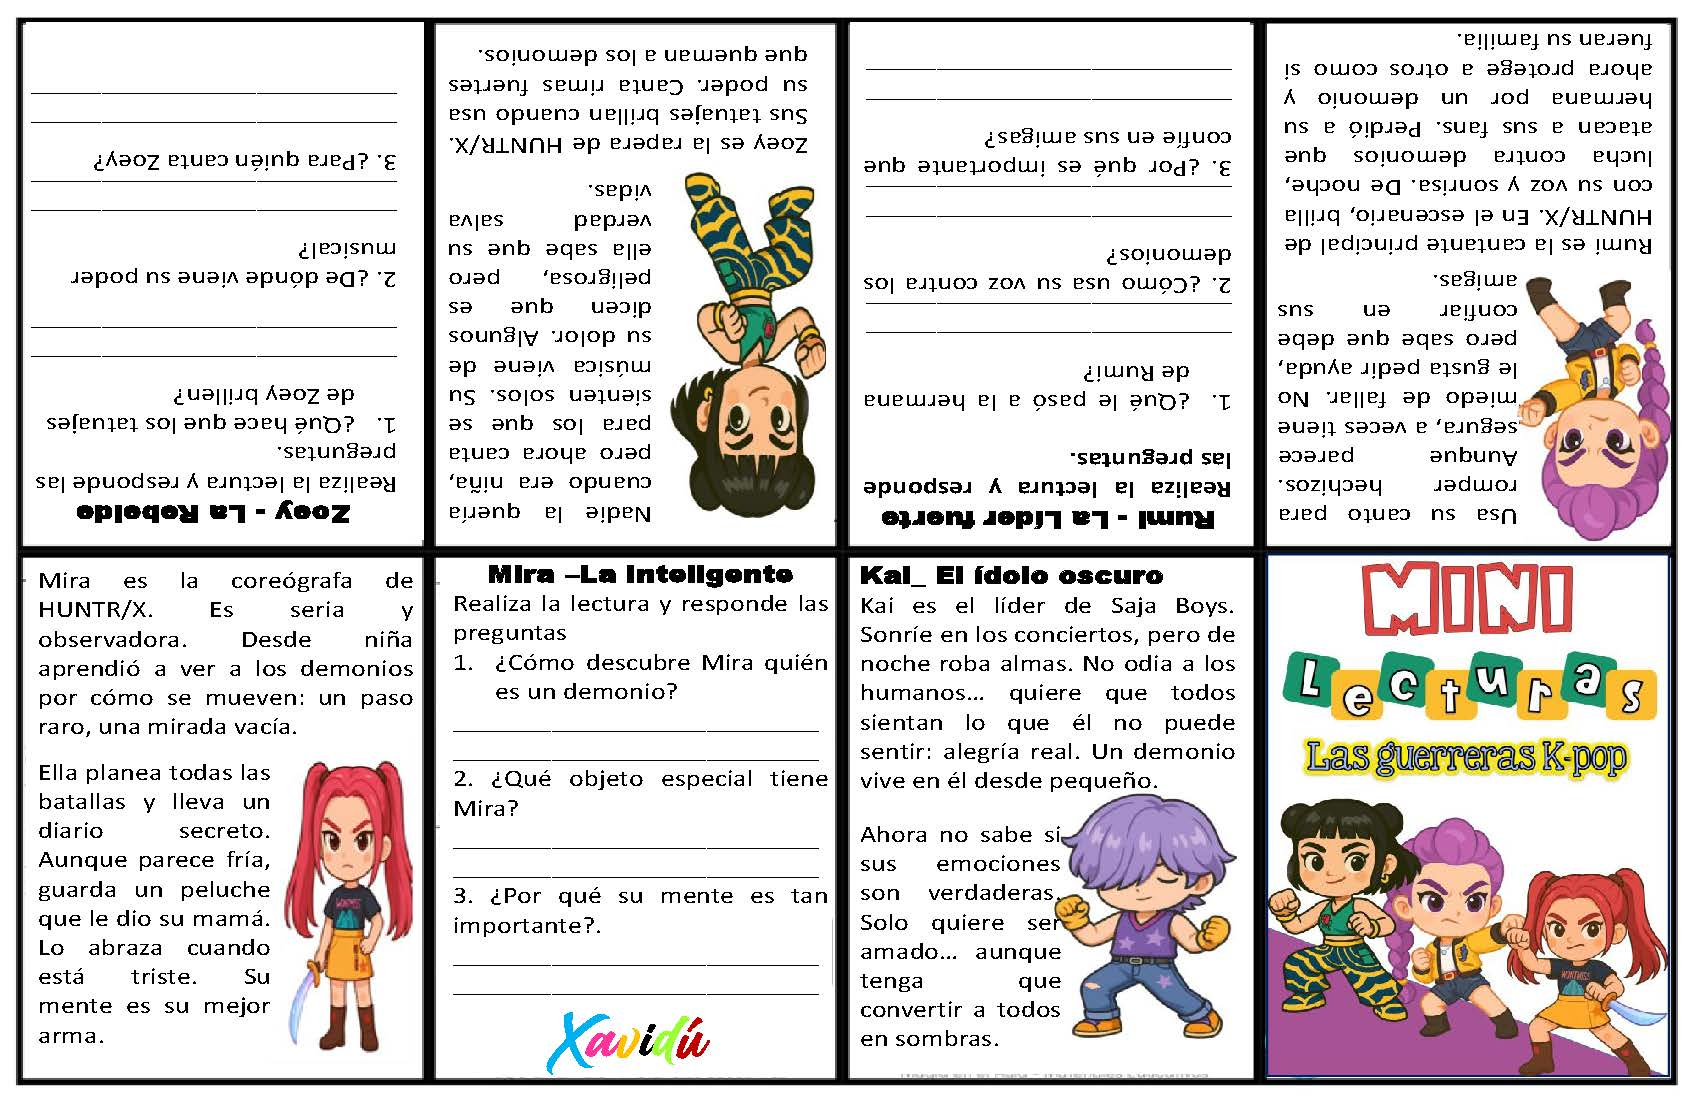 Zoey - La Rebelde
Realiza la lectura y responde las
preguntas.
1. ¿Qué hace que los tatuajes
de Zoey brillen?
2. ¿De dónde viene su poder
musical?
3. ¿Para quién canta Zoey?
Nadie la quería
cuando era niña,
pero ahora canta
para los que se
sienten solos. Su
música viene de
su dolor. Algunos
dicen que es
peligrosa, pero
ella sabe que su
verdad salva
vidas.
Zoey es la rapera de HUNTR/X.
Sus tatuajes brillan cuando usa
su poder. Canta rimas fuertes
que queman a los demonios.
Rumi - La Líder fuerte
Realiza la lectura y responde
las preguntas.
1. ¿Qué le pasó a la hermana
de Rumi?
2. ¿Cómo usa su voz contra los
demonios?
3. ¿Por qué es importante que
confíe en sus amigas?
Usa su canto para
romper hechizos.
Aunque parece
segura, a veces tiene
miedo de fallar. No
le gusta pedir ayuda,
pero sabe que debe
confiar en sus
amigas.
Rumi es la cantante principal de
HUNTR/X. En el escenario, brilla
con su voz y sonrisa. De noche,
lucha contra demonios que
atacan a sus fans. Perdió a su
hermana por un demonio y
ahora protege a otros como si
fueran su familia.
Mira es la coreógrafa de
HUNTR/X. Es seria y
observadora. Desde niña
aprendió a ver a los demonios
por cómo se mueven: un paso
raro, una mirada vacía.
Ella planea todas las
batallas y lleva un
diario secreto.
Aunque parece fría,
guarda un peluche
que le dio su mamá.
Lo abraza cuando
está triste. Su
mente es su mejor
arma.
Mira –La Inteligente
Realiza la lectura y responde las
preguntas
1. ¿Cómo descubre Mira quién
es un demonio?
2. ¿Qué objeto especial tiene
Mira?
3. ¿Por qué su mente es tan
importante?.
Xavidú
Kai_ El ídolo oscuro
Kai es el líder de Saja Boys.
Sonríe en los conciertos, pero de
noche roba almas. No odia a los
humanos… quiere que todos
sientan lo que él no puede
sentir: alegría real. Un demonio
vive en él desde pequeño.
Ahora no sabe si
sus emociones
son verdaderas.
Solo quiere ser
amado… aunque
tenga que
convertir a todos
en sombras.
MINI
Lecturas
Las guerreras K-pop